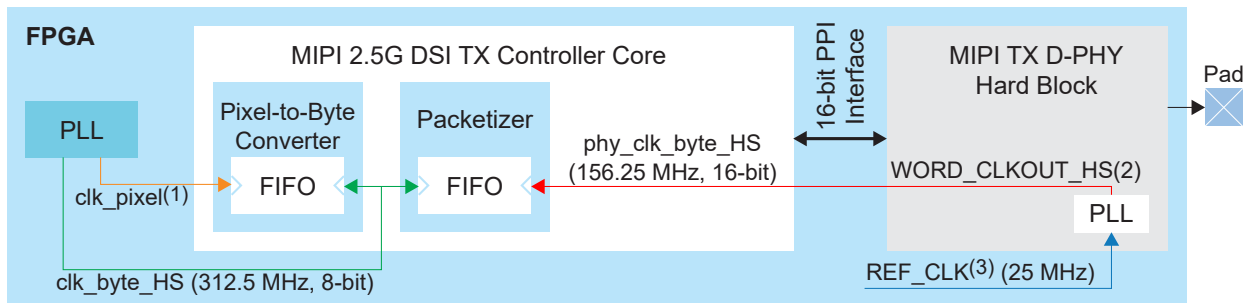 FPGA
MIPI 2.5G DSI TX Controller Core
MIPI TX D-PHY
Hard Block
16-bit PPI
Interface
Pad
PLL
Pixel-to-Byte
Converter
Packetizer
FIFO
FIFO
phy_clk_byte_HS
(156.25 MHz, 16-bit)
WORD_CLKOUT_HS(2)
PLL
clk_pixel(1)
clk_byte_HS (312.5 MHz, 8-bit)
REF_CLK(3) (25 MHz)